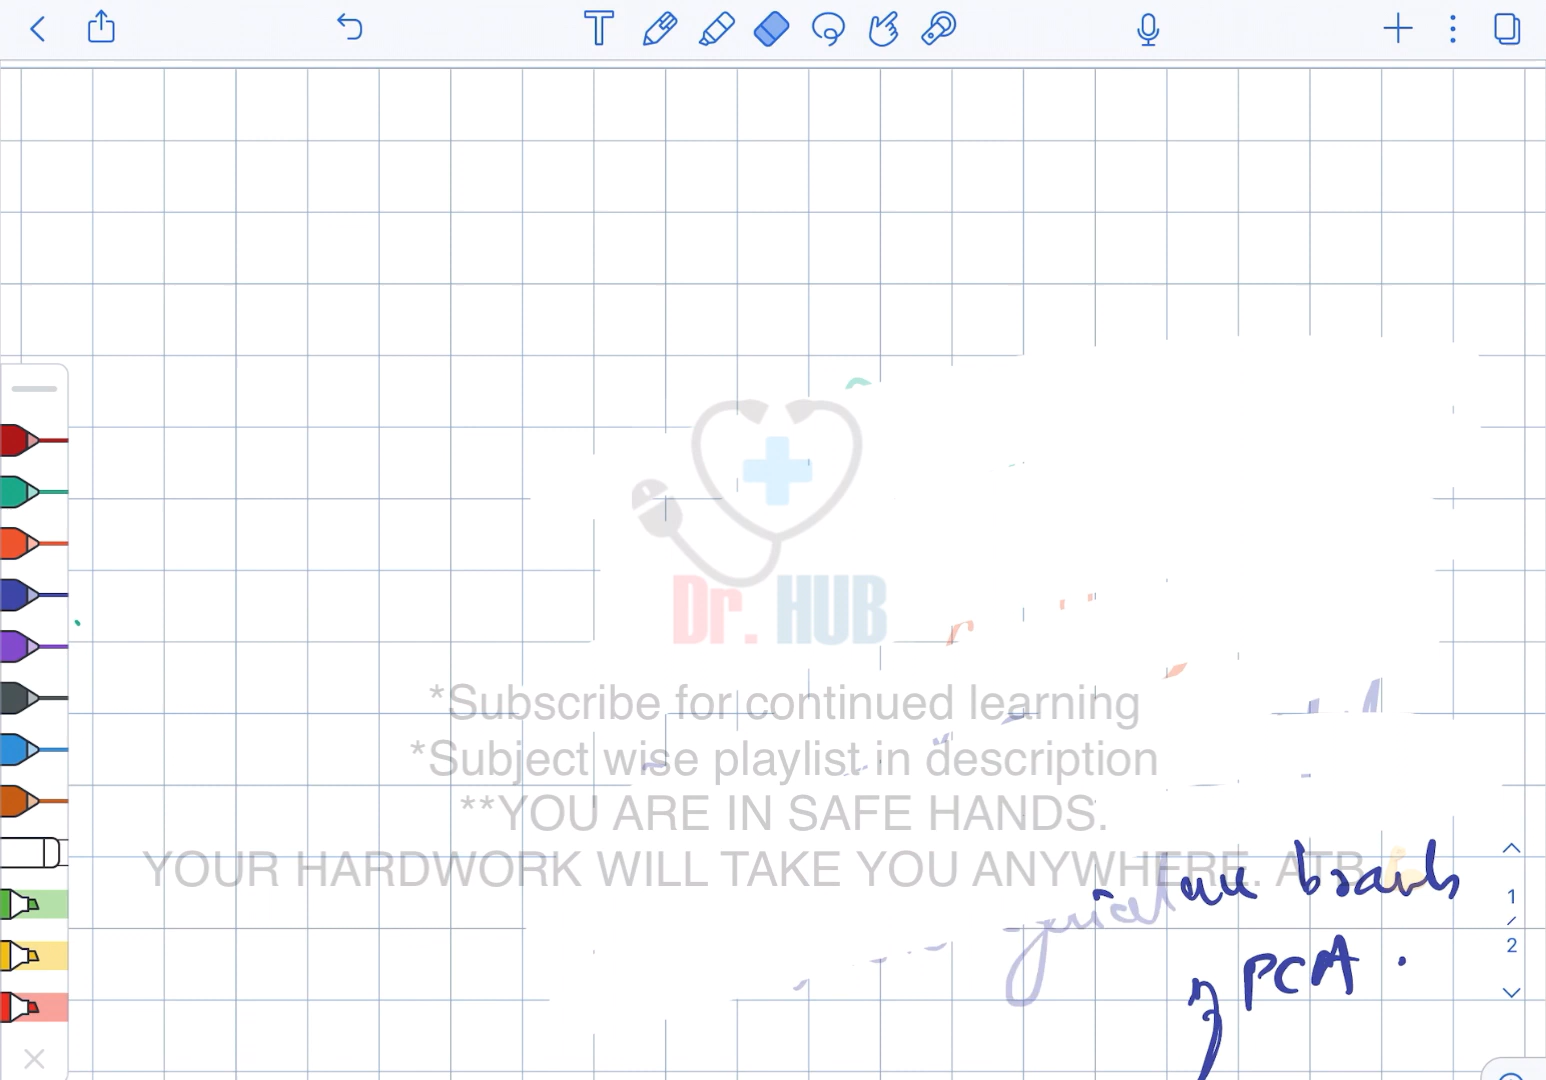 Dr. HUB
*Subscribe for continued learning
*Subject wise playlist in description
**YOU ARE IN SAFE HANDS.
YOUR HARDWORK WILL TAKE YOU ANYWHERE. ATB
PCA.
1
/
2